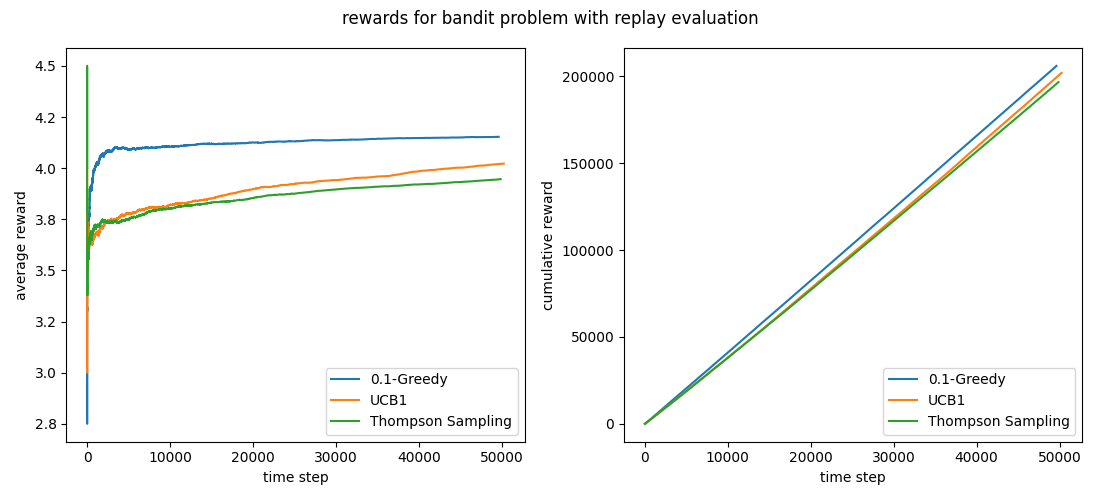 rewards for bandit problem with replay evaluation
average reward
4.5
4.2
4.0
3.8
3.5
3.2
3.0
2.8
0 10000 20000 30000 40000 50000
time step
0.1-Greedy
UCB1
Thompson Sampling
cumulative reward
200000
150000
100000
50000
0
0 10000 20000 30000 40000 50000
time step
0.1-Greedy
UCB1
Thompson Sampling